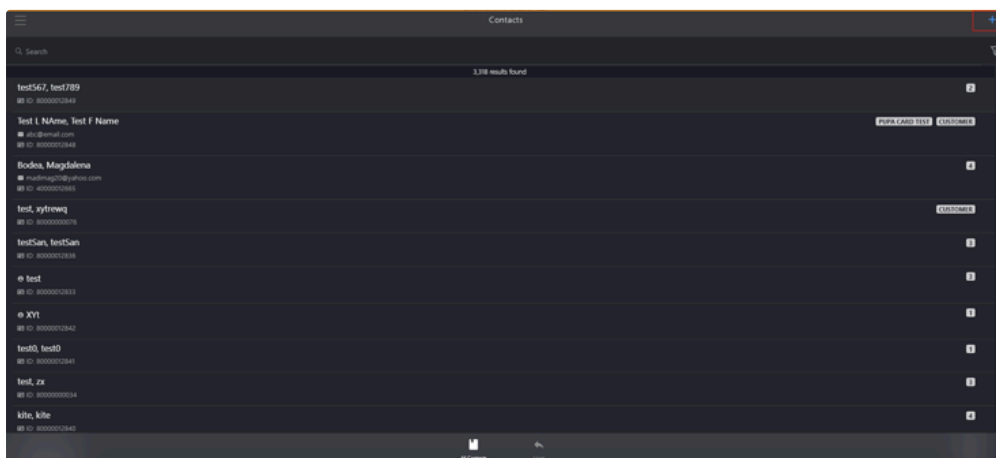 Contacts
Search
3,318 results found
test567, test789
2
ID: 80000012849
Test L NAme, Test F Name
PUPA CARD TEST CUSTOMER
abc@email.com
ID: 80000012848
Bodea, Magdalena
4
madimag20@yahoo.com
ID: 40000012665
test, xytrewq
CUSTOMER
ID: 80000000079
testSan, testSan
3
ID: 80000012836
test
3
ID: 80000012833
XYt
1
ID: 80000012842
test0, test0
1
ID: 80000012841
test, zx
3
ID: 80000000034
kite, kite
4
ID: 80000012840